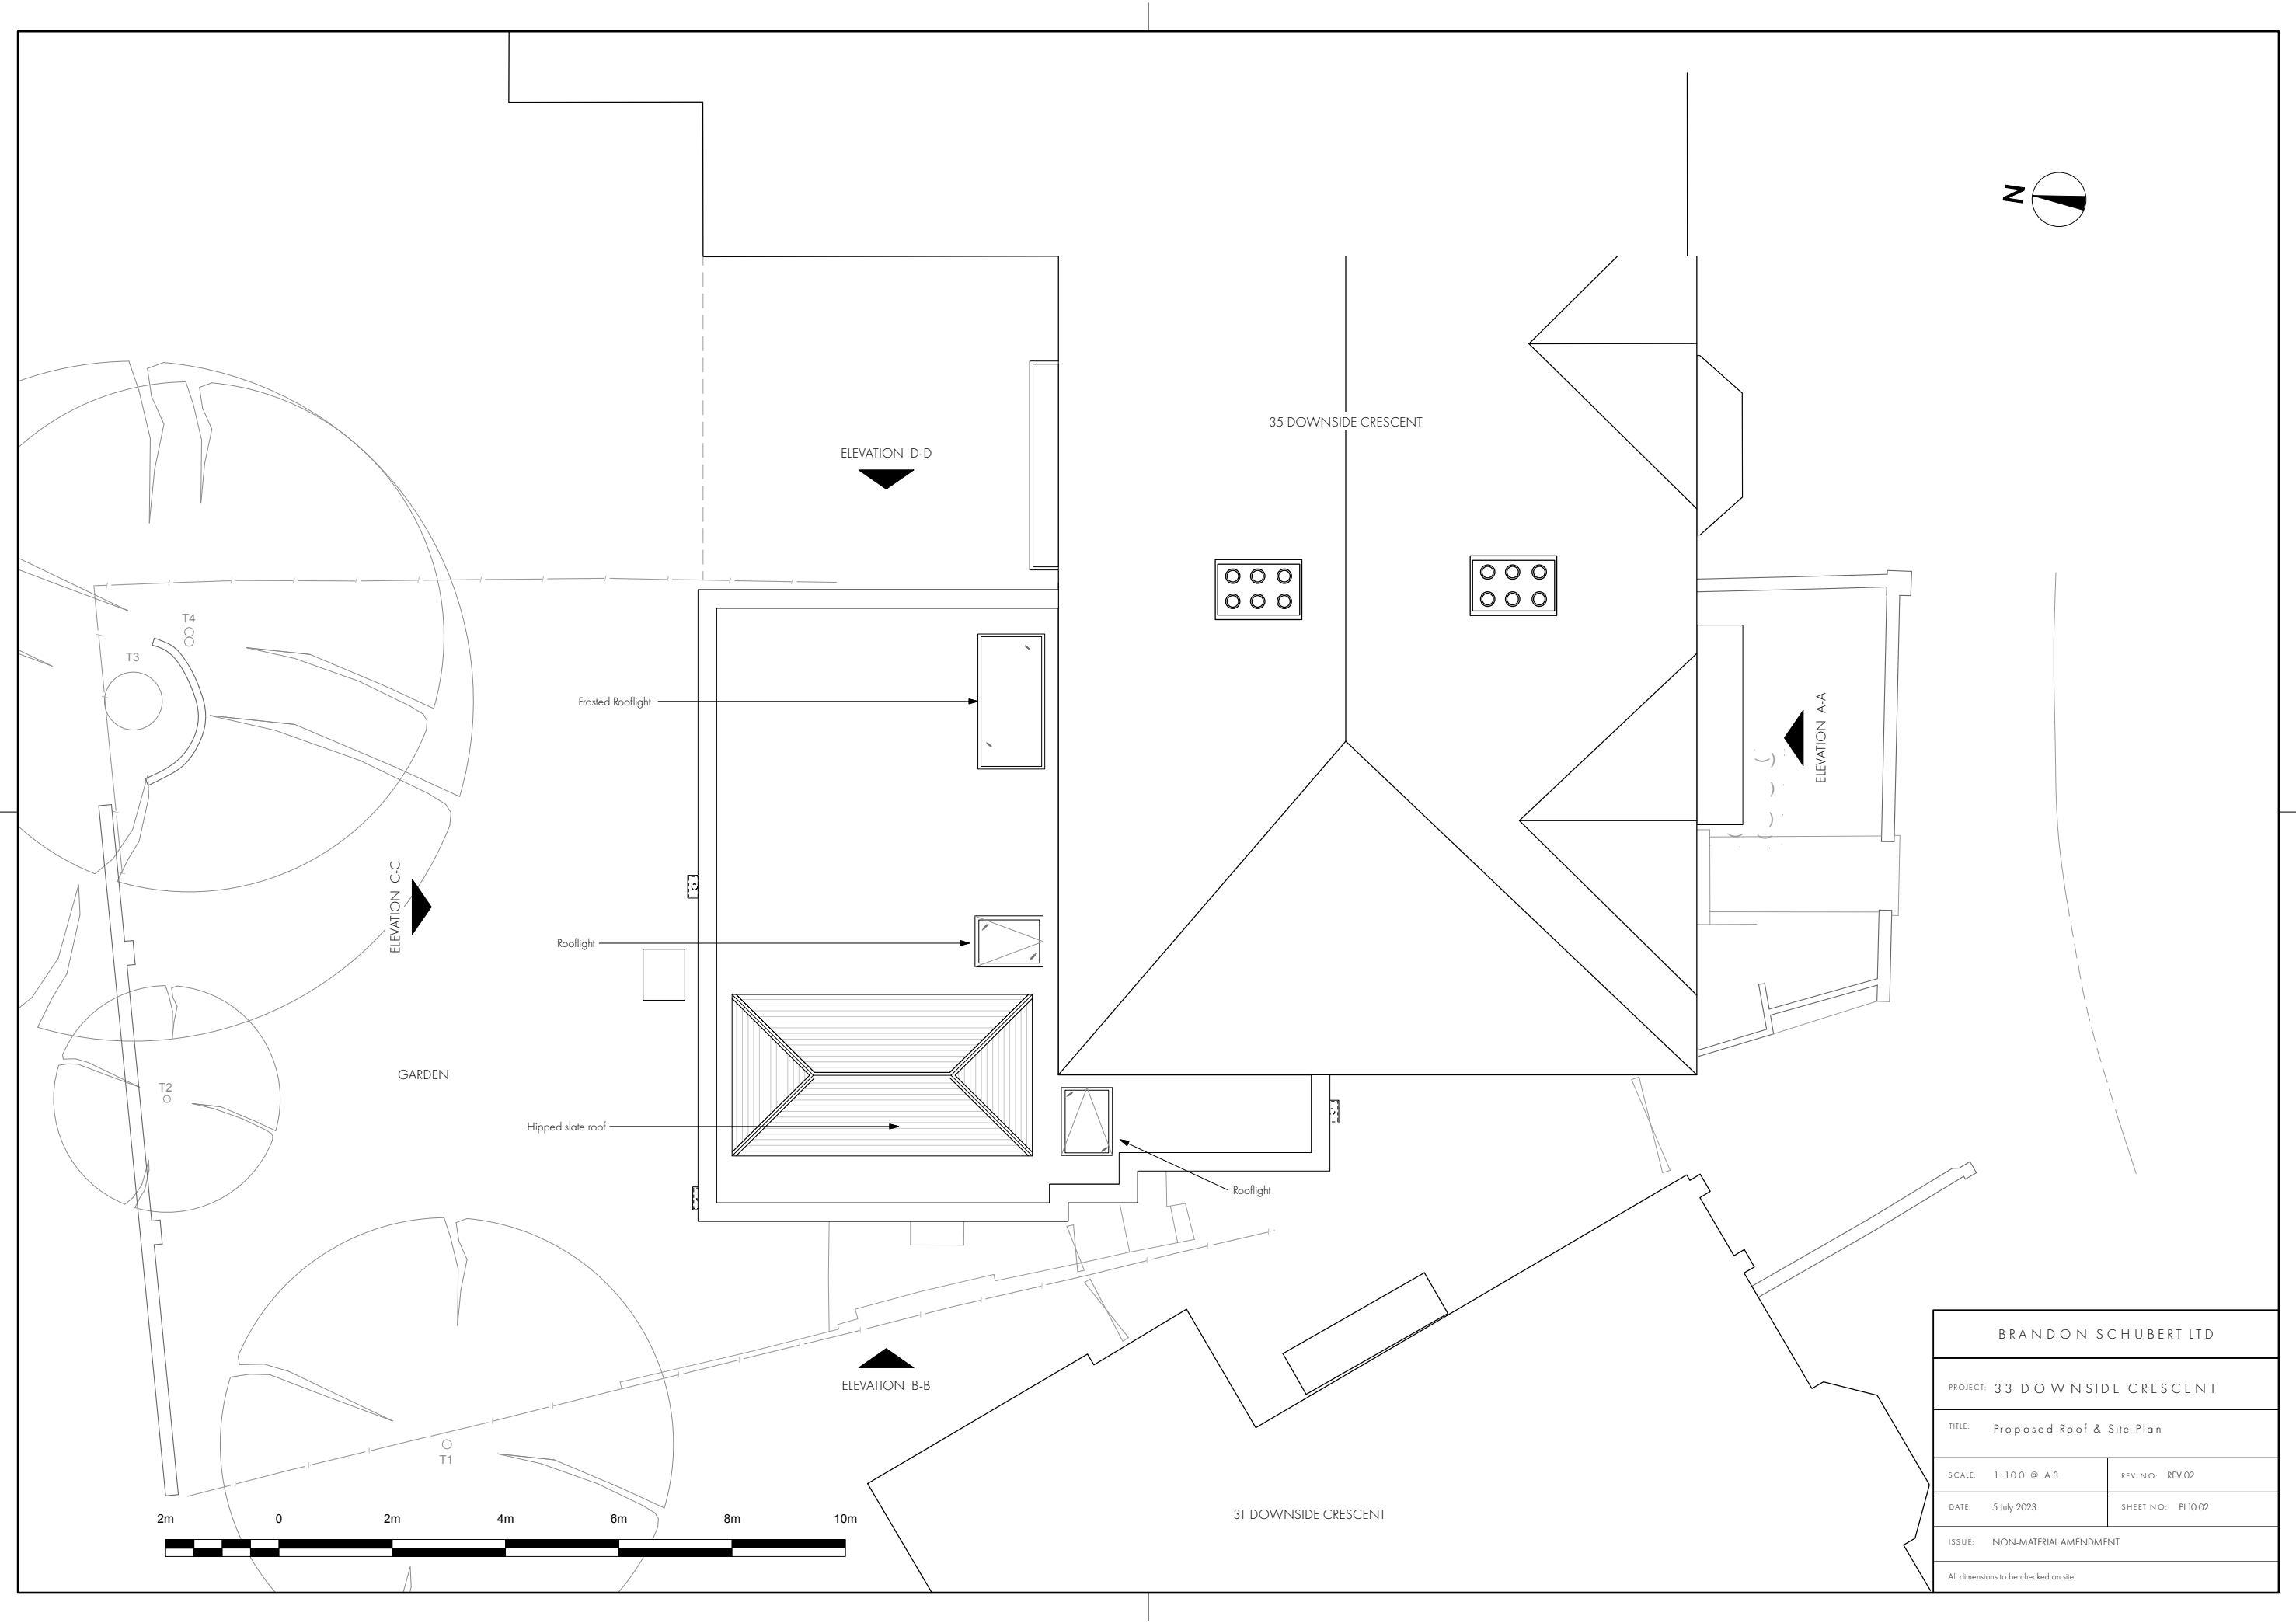 N
35 DOWNSIDE CRESCENT
ELEVATION D-D
T4
T3
Frosted Rooflight
ELEVATION A-A
ELEVATION C-C
Rooflight
GARDEN
T2
Hipped slate roof
Rooflight
ELEVATION B-B
T1
31 DOWNSIDE CRESCENT
2m 0 2m 4m 6m 8m 10m
BRANDON SCHUBERT LTD
PROJECT: 33 DOWNSIDE CRESCENT
TITLE: Proposed Roof & Site Plan
SCALE: 1:100 @ A3 REV. NO: REV 02
DATE: 5 July 2023 SHEET NO: PL10.02
ISSUE: NON-MATERIAL AMENDMENT
All dimensions to be checked on site.